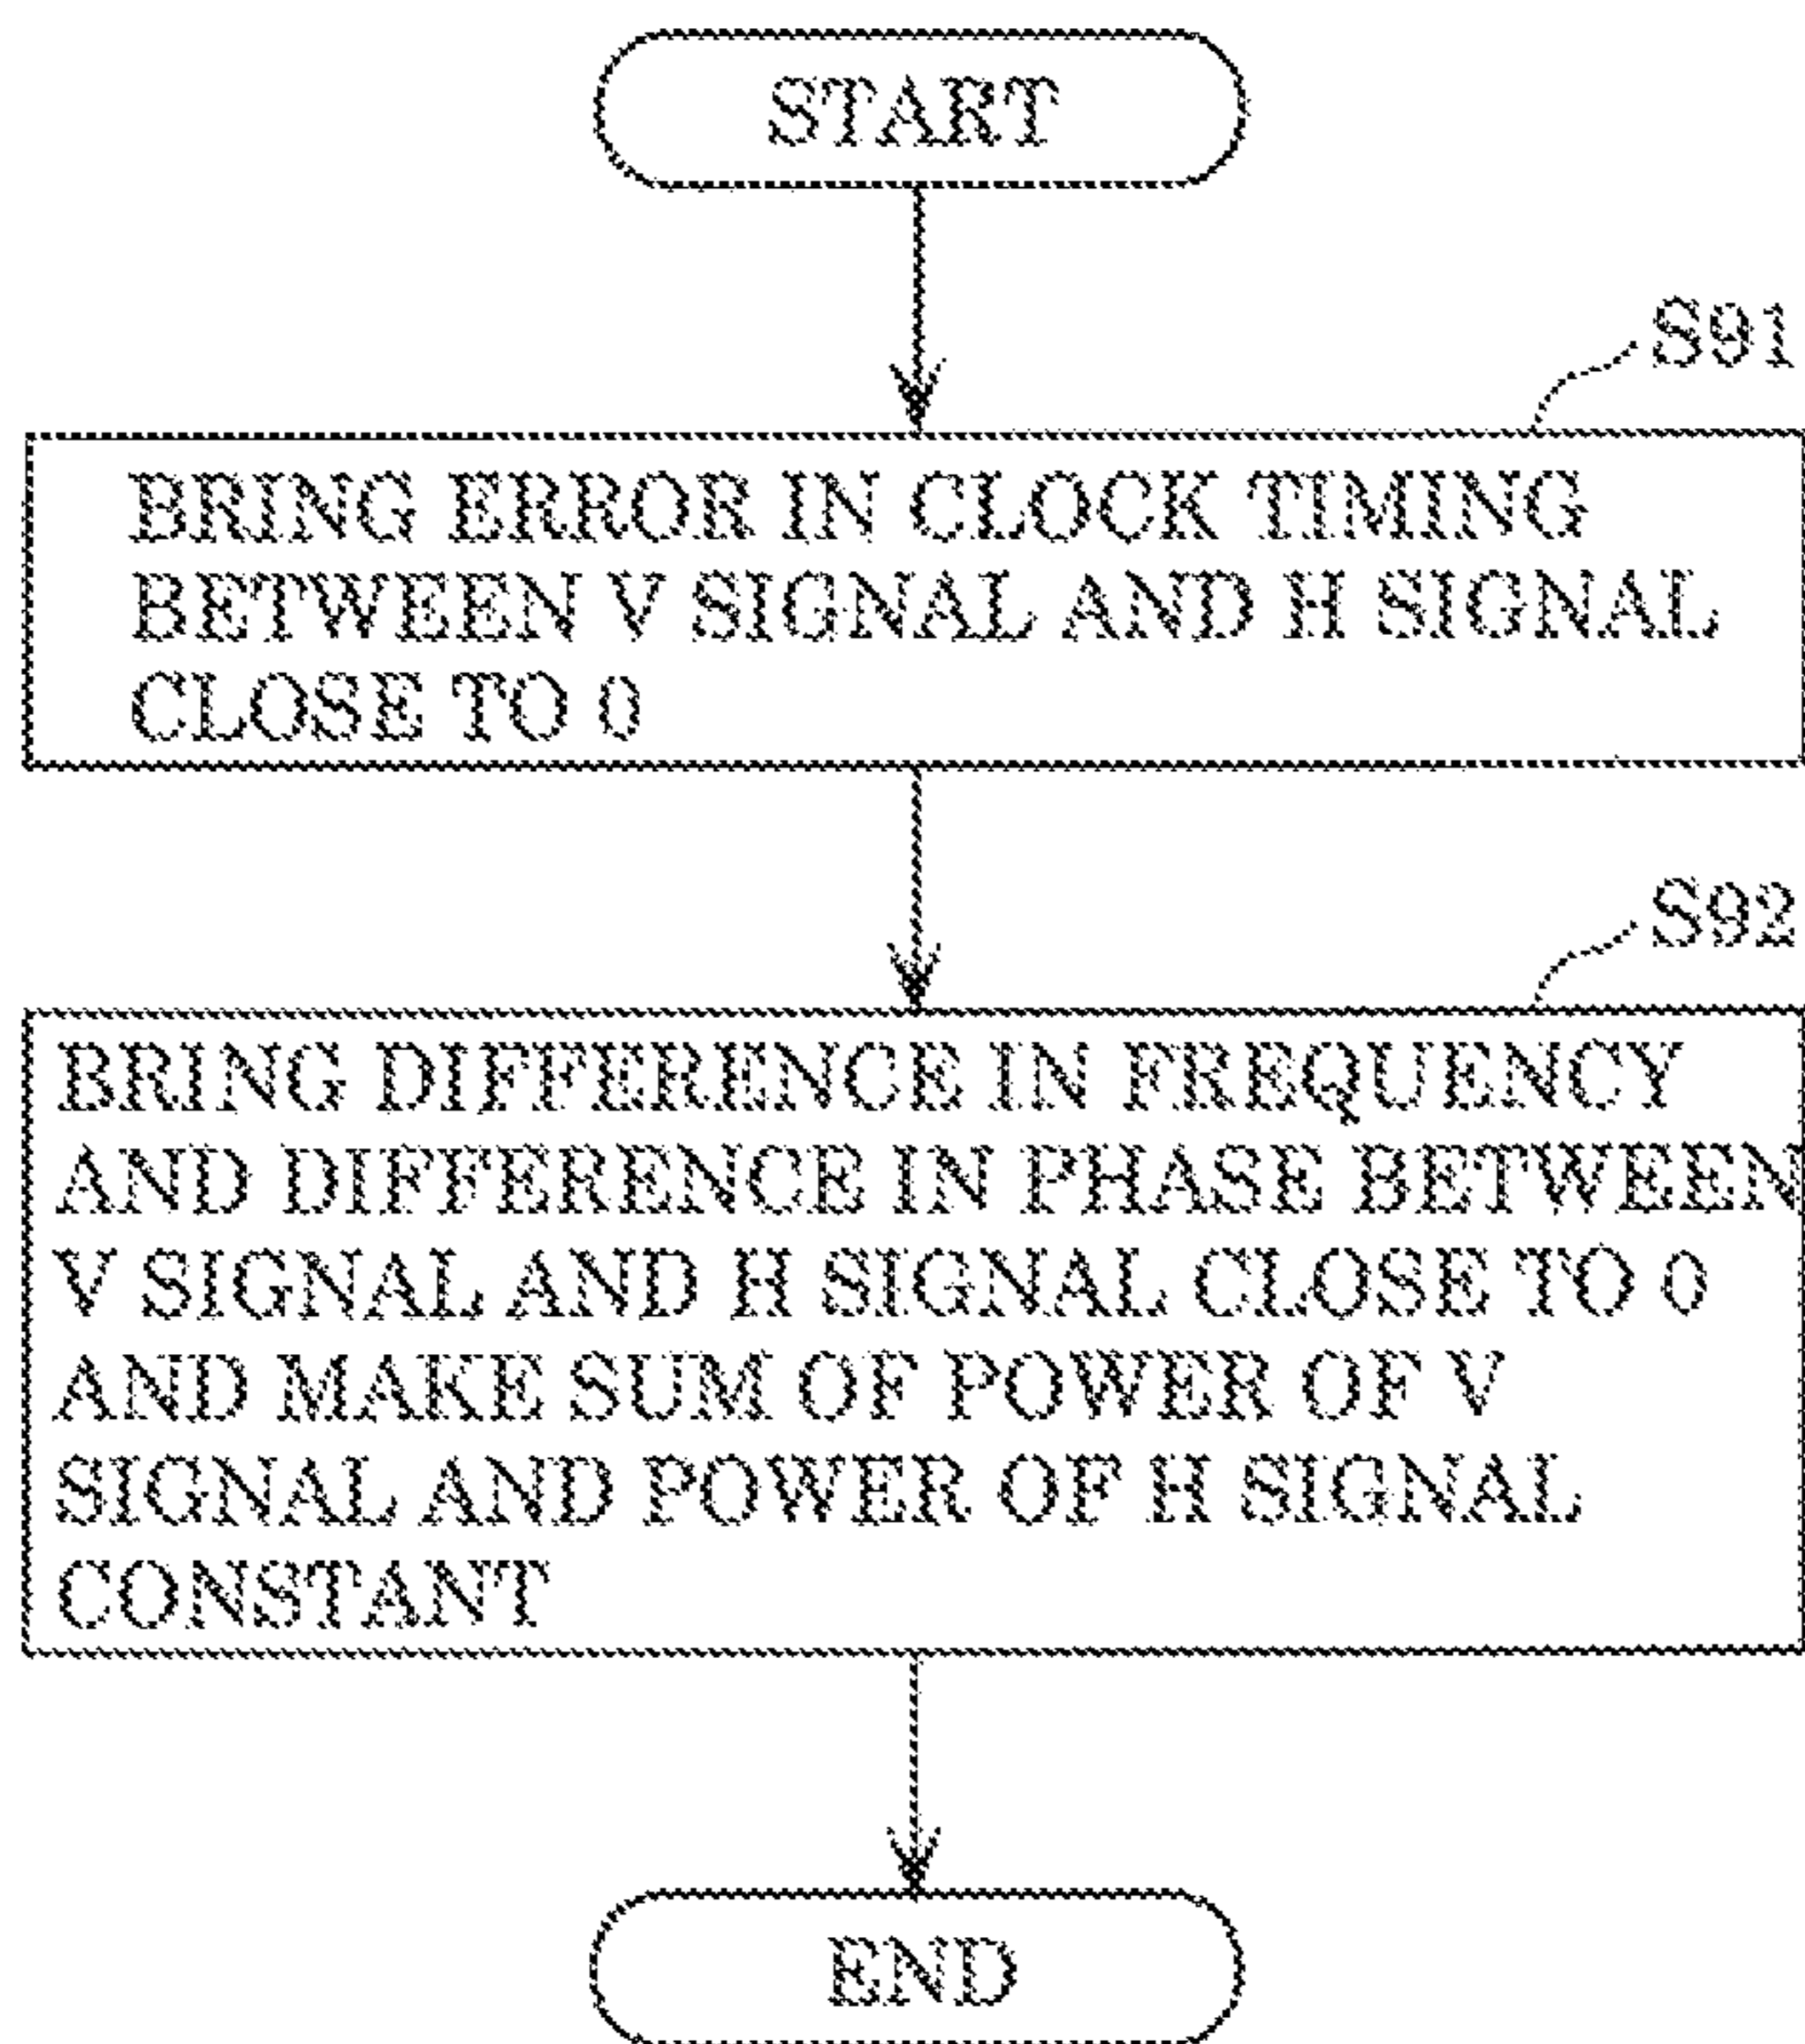 START
S91
BRING ERROR IN CLOCK TIMING
BETWEEN V SIGNAL AND H SIGNAL
CLOSE TO 0
S92
BRING DIFFERENCE IN FREQUENCY
AND DIFFERENCE IN PHASE BETWEEN
V SIGNAL AND H SIGNAL CLOSE TO 0
AND MAKE SUM OF POWER OF V
SIGNAL AND POWER OF H SIGNAL
CONSTANT
END